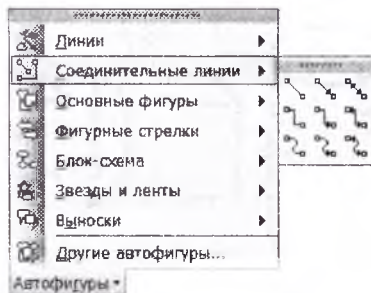 Линии
Соединительные линии
Основные фигуры
Фигурные стрелки
Блок-схема
Звезды и ленты
Выноски
Другие автофигуры...
Автофигуры